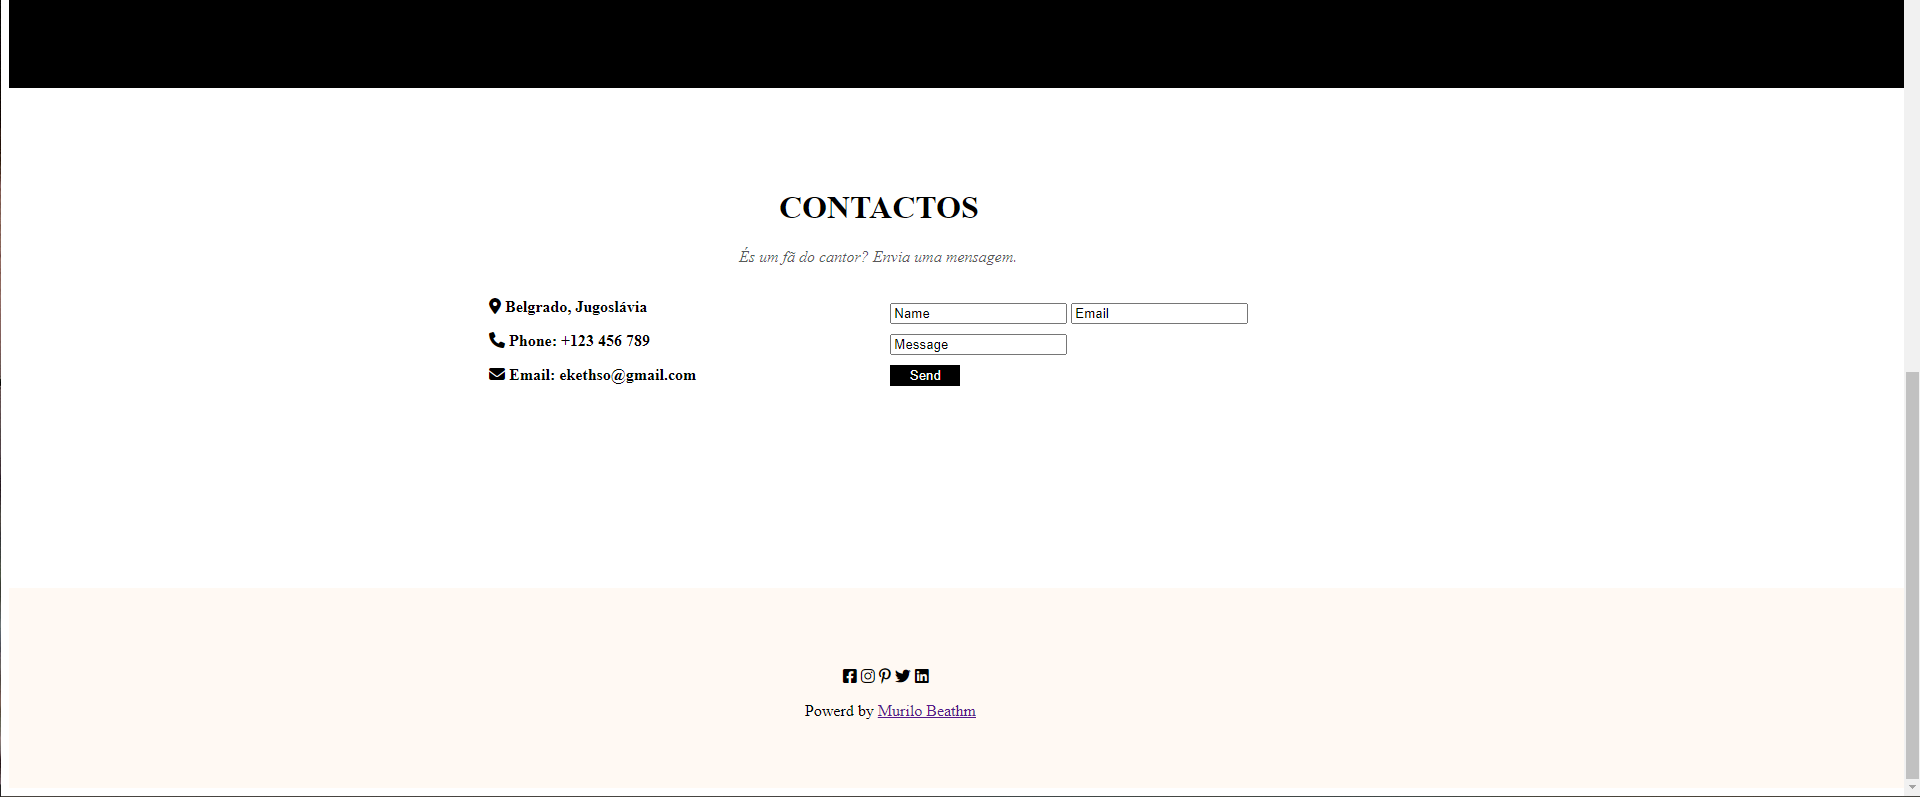 CONTACTOS
És um fã do cantor? Envia uma mensagem.
Belgrado, Jugoslávia
Phone: +123 456 789
Email: ekethso@gmail.com
Name
Email
Message
Send
Powerd by Murilo Beathm